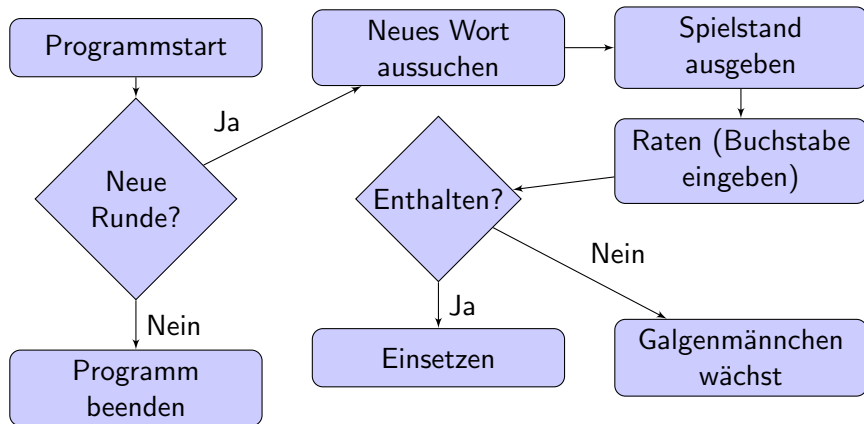 Programmstart
Neues Wort
aussuchen
Spielstand
ausgeben
Ja
Raten (Buchstabe
eingeben)
Neue
Runde?
Enthalten?
Nein
Nein
Ja
Programm
beenden
Einsetzen
Galgenmännchen
wächst